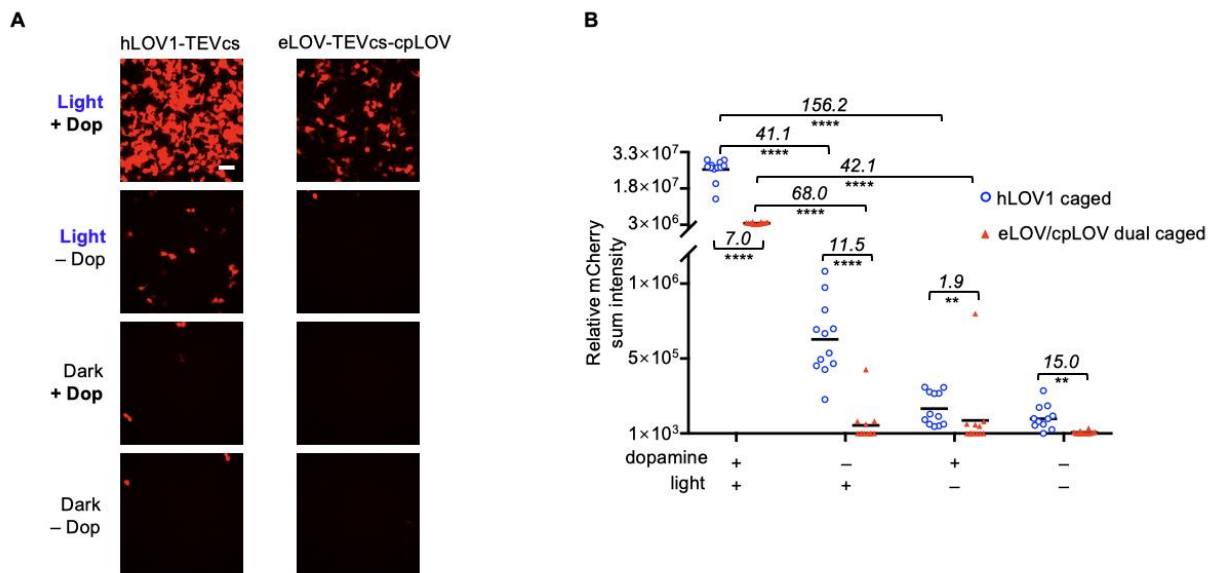 A
hLOV1-TEVcs
eLOV-TEVcs-cpLOV
Light
+ Dop
Light
– Dop
Dark
+ Dop
Dark
– Dop
B
156.2
****
41.1
****
42.1
****
68.0
****
7.0
****
11.5
****
1.9
**
15.0
**
3.3×10⁷
1.8×10⁷
3×10⁶
1×10⁶
5×10⁵
1×10³
Relative mCherry
sum intensity
hLOV1 caged
eLOV/cpLOV dual caged
dopamine + – + –
light + + – –